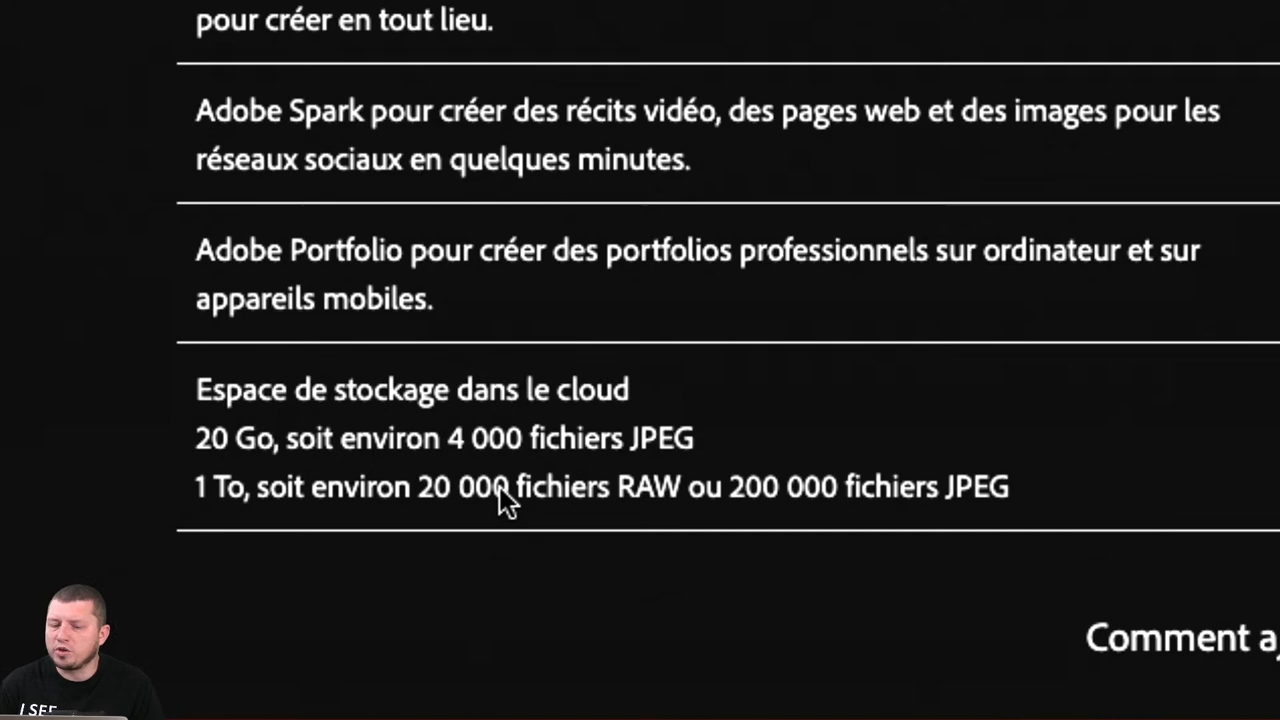 pour créer en tout lieu.
Adobe Spark pour créer des récits vidéo, des pages web et des images pour les
réseaux sociaux en quelques minutes.
Adobe Portfolio pour créer des portfolios professionnels sur ordinateur et sur
appareils mobiles.
Espace de stockage dans le cloud
20 Go, soit environ 4 000 fichiers JPEG
1 To, soit environ 20 000 fichiers RAW ou 200 000 fichiers JPEG
Comment
I SEE